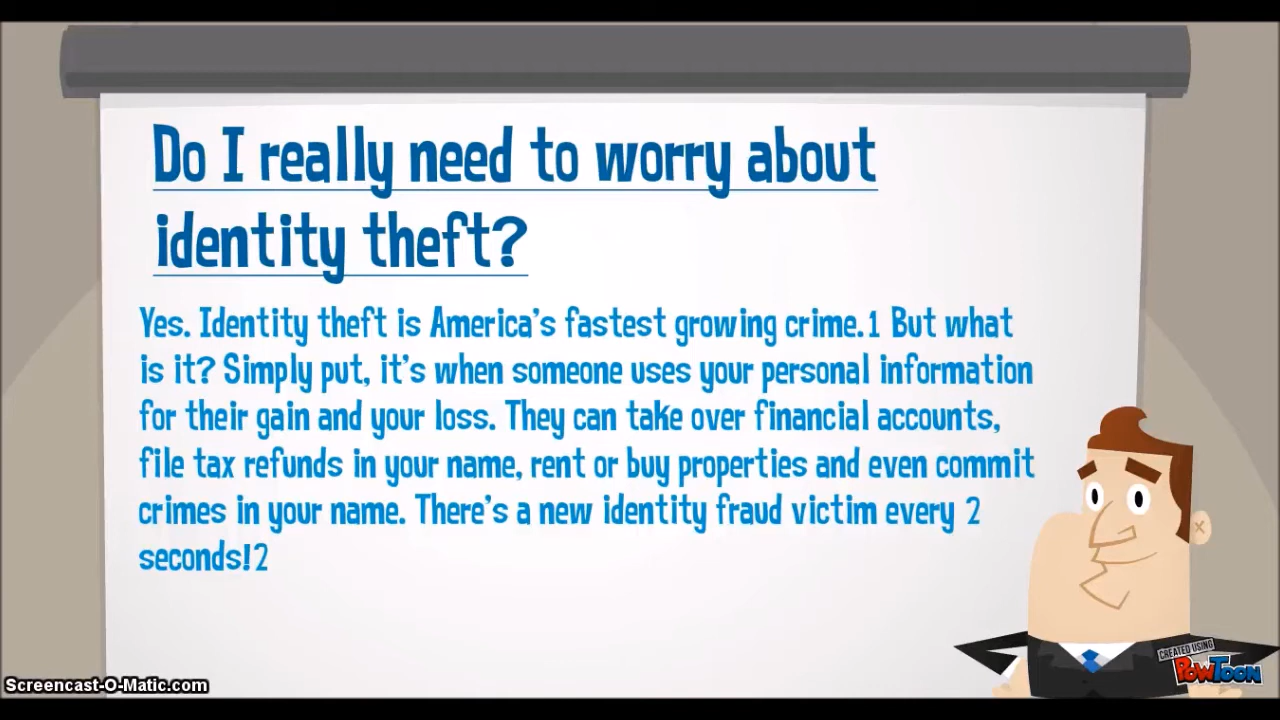 Do I really need to worry about
identity theft?
Yes. Identity theft is America's fastest growing crime.1 But what
is it? Simply put, it's when someone uses your personal information
for their gain and your loss. They can take over financial accounts,
file tax refunds in your name, rent or buy properties and even commit
crimes in your name. There's a new identity fraud victim every 2
seconds!2
CREATED USING
POWTOON
Screencast-O-Matic.com